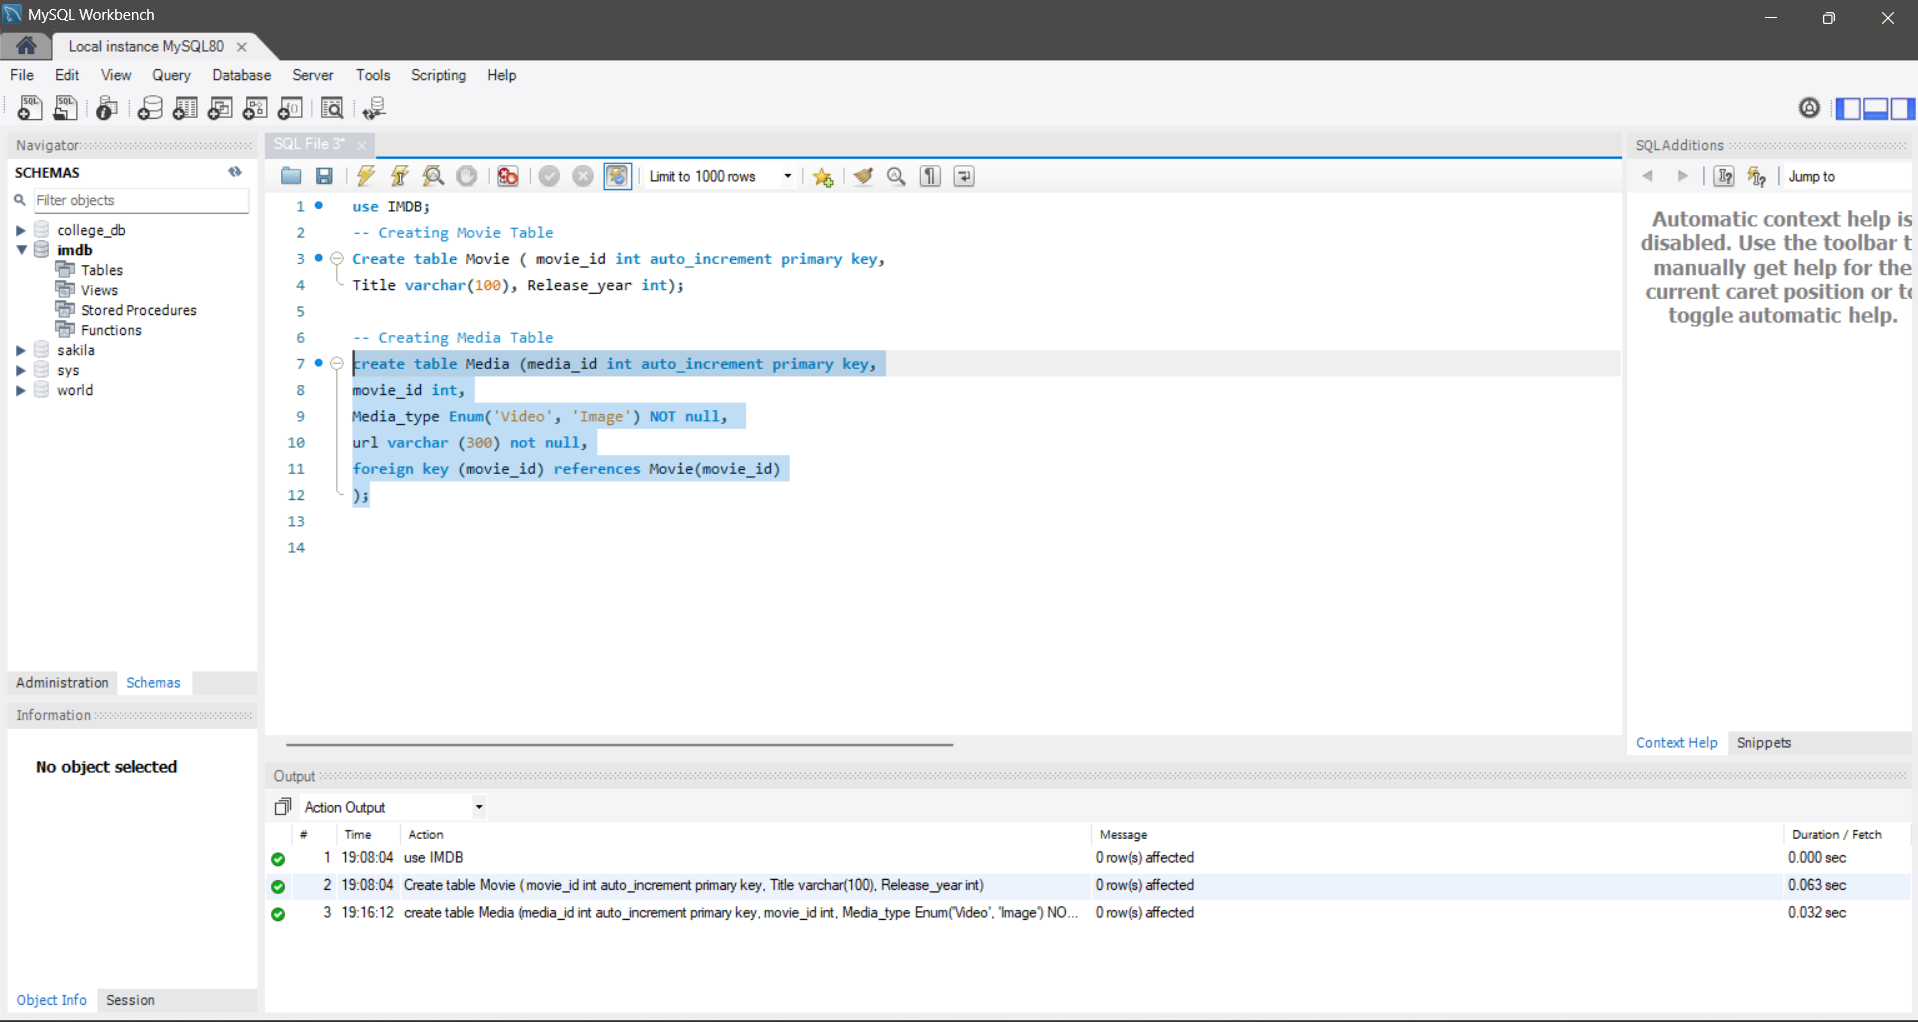 MySQL Workbench
Local instance MySQL80
File Edit View Query Database Server Tools Scripting Help
Navigator
SCHEMAS
Filter objects
college_db
imdb
Tables
Views
Stored Procedures
Functions
sakila
sys
world
Administration Schemas
Information
No object selected
Object Info Session
SQL File 3*
Limit to 1000 rows
1 use IMDB;
2 -- Creating Movie Table
3 Create table Movie ( movie_id int auto_increment primary key,
4 Title varchar(100), Release_year int);
5
6 -- Creating Media Table
7 create table Media (media_id int auto_increment primary key,
8 movie_id int,
9 Media_type Enum('Video', 'Image') NOT null,
10 url varchar (300) not null,
11 foreign key (movie_id) references Movie(movie_id)
12 );
13
14
SQLAdditions
Jump to
Automatic context help is
disabled. Use the toolbar t
manually get help for the
current caret position or to
toggle automatic help.
Context Help Snippets
Output
Action Output
# Time Action Message Duration / Fetch
1 19:08:04 use IMDB 0 row(s) affected 0.000 sec
2 19:08:04 Create table Movie ( movie_id int auto_increment primary key, Title varchar(100), Release_year int) 0 row(s) affected 0.063 sec
3 19:16:12 create table Media (media_id int auto_increment primary key, movie_id int, Media_type Enum('Video', 'Image') NO... 0 row(s) affected 0.032 sec